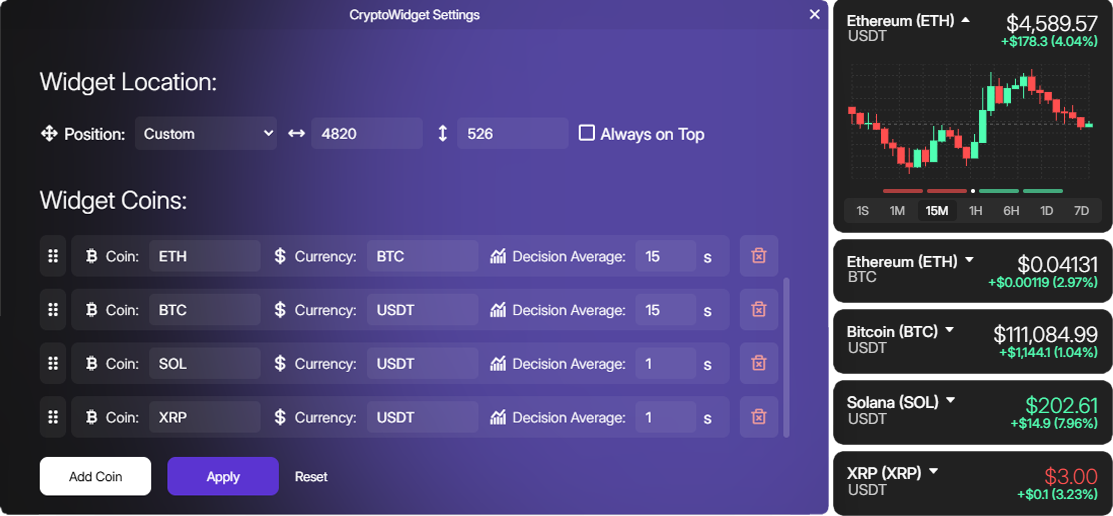 CryptoWidget Settings
Widget Location:
Position: Custom 4820 526 Always on Top
Widget Coins:
Coin: ETH Currency: BTC Decision Average: 15 s
Coin: BTC Currency: USDT Decision Average: 15 s
Coin: SOL Currency: USDT Decision Average: 1 s
Coin: XRP Currency: USDT Decision Average: 1 s
Add Coin Apply Reset
Ethereum (ETH) $4,589.57
USDT +$178.3 (4.04%)
1S 1M 15M 1H 6H 1D 7D
Ethereum (ETH) $0.04131
BTC +$0.00119 (2.97%)
Bitcoin (BTC) $111,084.99
USDT +$1,144.1 (1.04%)
Solana (SOL) $202.61
USDT +$14.9 (7.96%)
XRP (XRP) $3.00
USDT +$0.1 (3.23%)